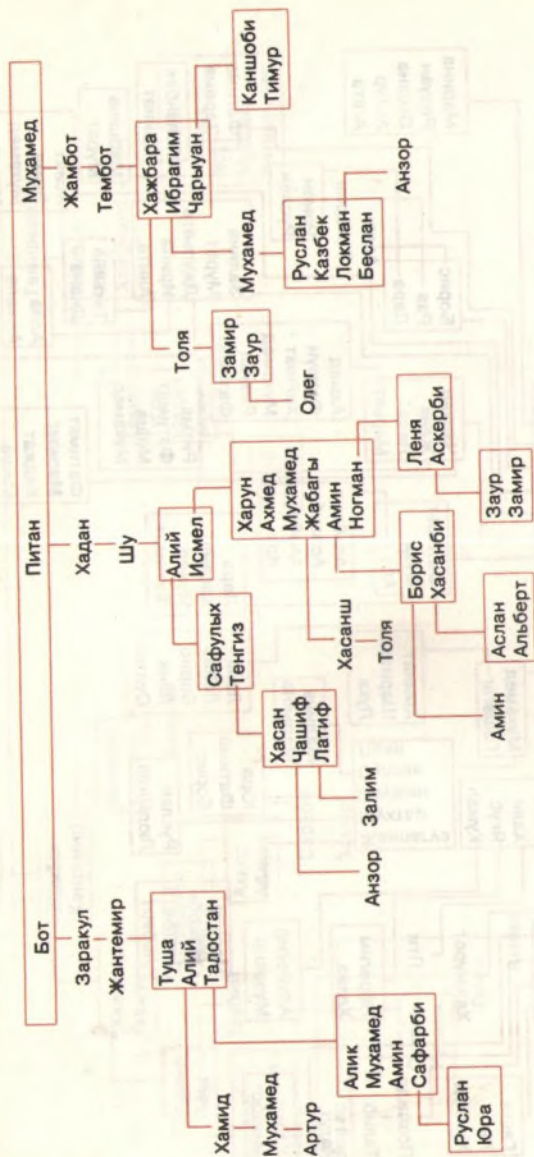 Бот
Питан
Мухамед
Заракул
Хадан
Жамбот
Жантемир
Шу
Тембот
Туша
Алий
Талостан
Алий
Исмел
Хажбара
Ибрагим
Чарыуан
Хамид
Мухамед
Артур
Алик
Мухамед
Амин
Сафарби
Руслан
Юра
Сафулых
Тенгиз
Хасан
Чашиф
Латиф
Анзор
Залим
Харун
Ахмед
Мухамед
Жабагы
Амин
Ногман
Хасанш
Толя
Борис
Хасанби
Амин
Аслан
Альберт
Леня
Аскерби
Заур
Замир
Толя
Замир
Заур
Олег
Мухамед
Руслан
Казбек
Локман
Беслан
Анзор
Каншоби
Тимур